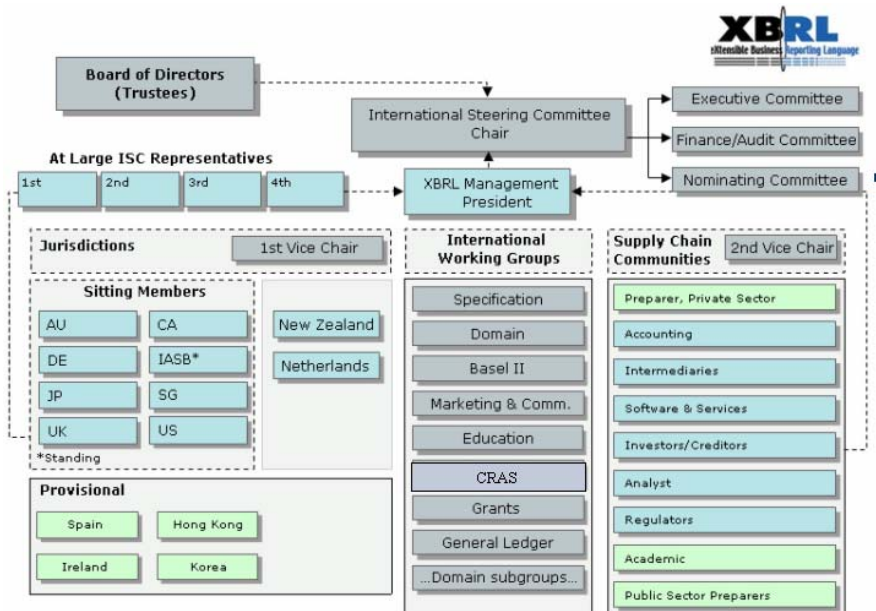 XBRL
eXtensible Business Reporting Language
Board of Directors
(Trustees)
International Steering Committee
Chair
Executive Committee
Finance/Audit Committee
Nominating Committee
At Large ISC Representatives
1st
2nd
3rd
4th
XBRL Management
President
Jurisdictions
1st Vice Chair
International
Working Groups
Supply Chain
Communities
2nd Vice Chair
Sitting Members
AU
CA
DE
IASB*
JP
SG
UK
US
*Standing
New Zealand
Netherlands
Provisional
Spain
Hong Kong
Ireland
Korea
Specification
Domain
Basel II
Marketing & Comm.
Education
CRAS
Grants
General Ledger
...Domain subgroups...
Preparer, Private Sector
Accounting
Intermediaries
Software & Services
Investors/Creditors
Analyst
Regulators
Academic
Public Sector Preparers